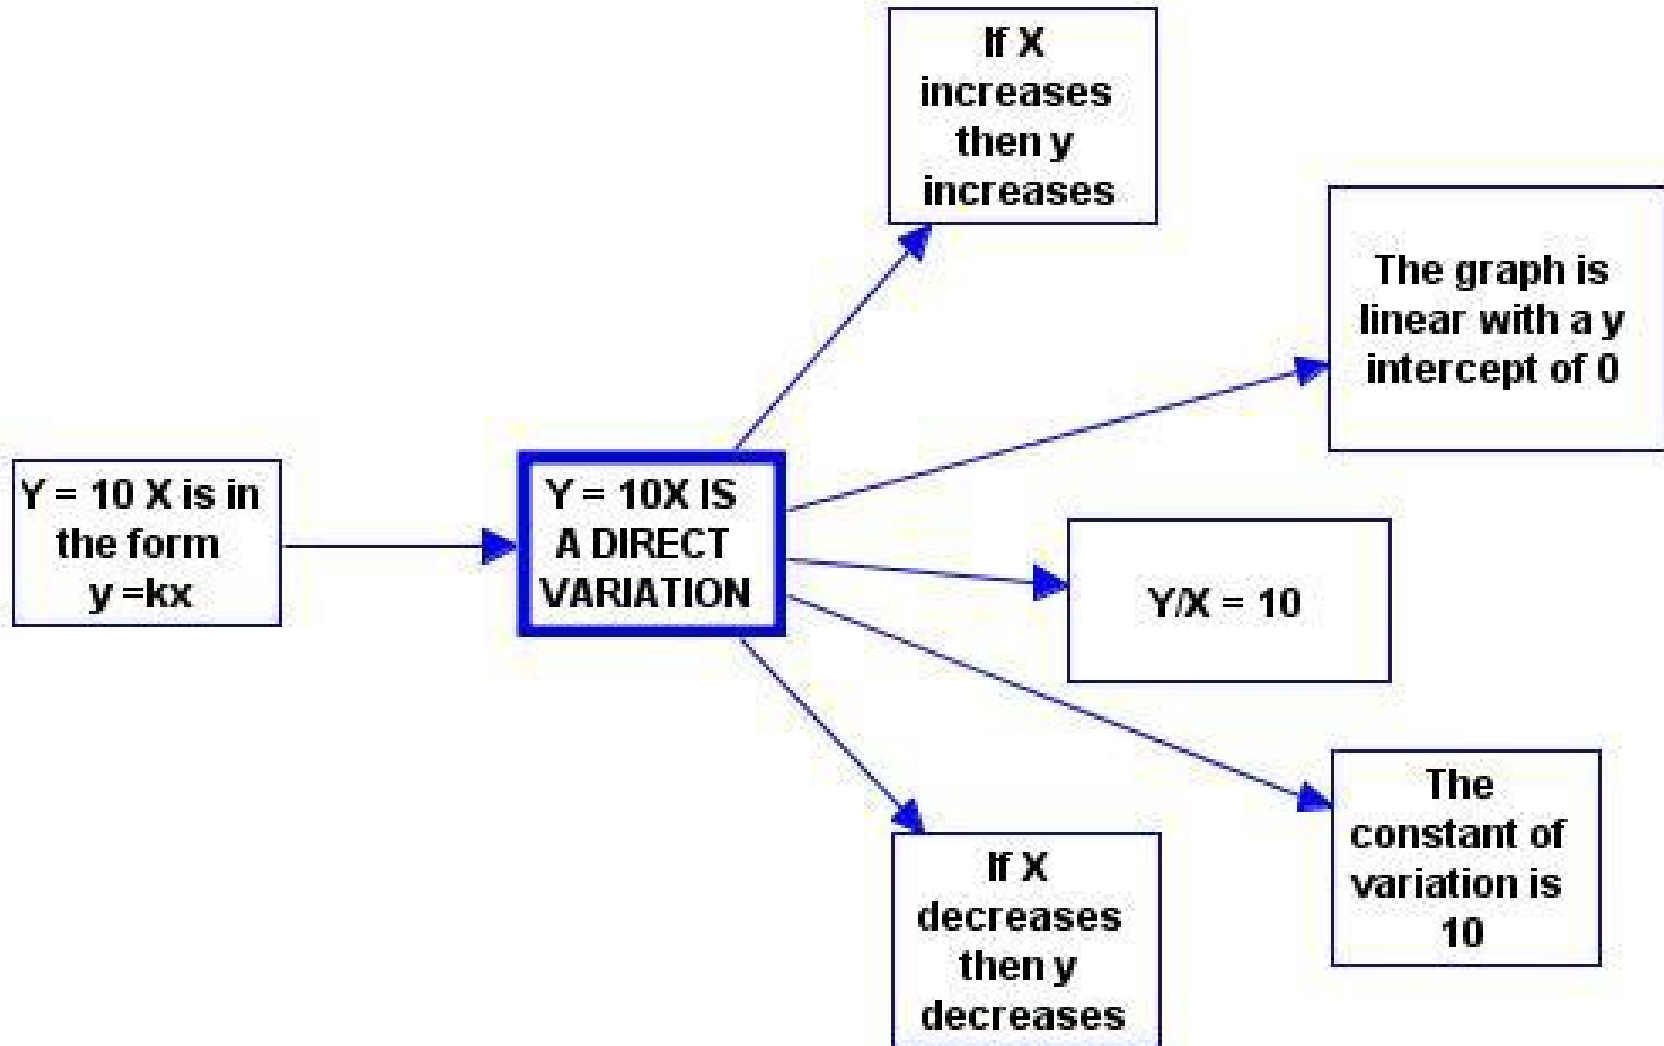 If X
increases
then y
increases
The graph is
linear with a y
intercept of 0
Y = 10 X is in
the form
y =kx
Y = 10X IS
A DIRECT
VARIATION
Y/X = 10
The
constant of
variation is
10
If X
decreases
then y
decreases